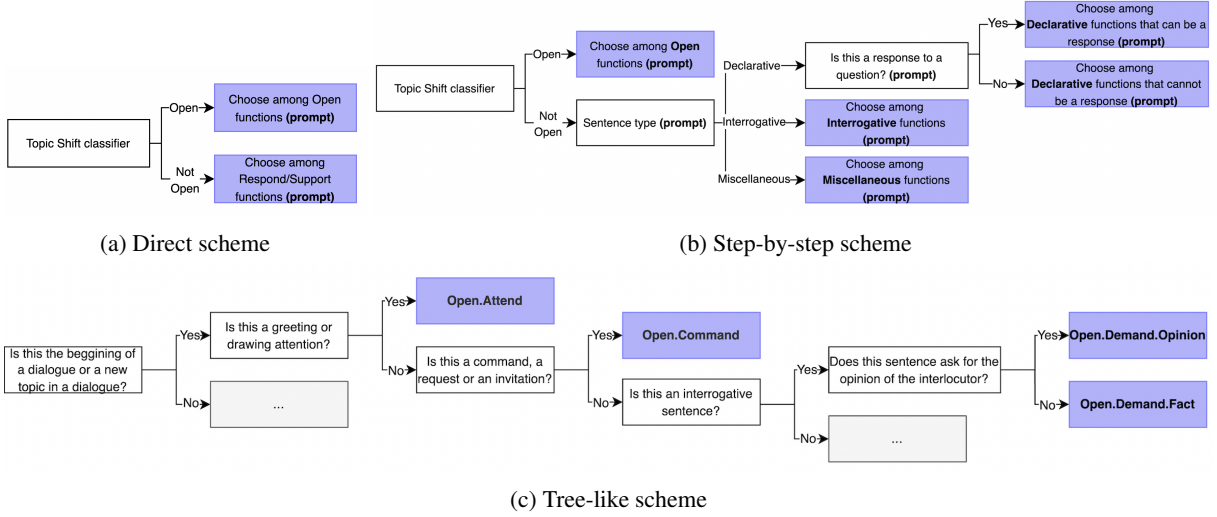 Topic Shift classifier
Open
Choose among Open
functions (prompt)
Not
Open
Choose among
Respond/Support
functions (prompt)
(a) Direct scheme
Topic Shift classifier
Open
Choose among Open
functions (prompt)
Not
Open
Sentence type (prompt)
Declarative
Is this a response to a
question? (prompt)
Yes
Choose among
Declarative functions that can be a
response (prompt)
No
Choose among
Declarative functions that cannot
be a response (prompt)
Interrogative
Choose among
Interrogative functions
(prompt)
Miscellaneous
Choose among
Miscellaneous functions
(prompt)
(b) Step-by-step scheme
Is this the beggining of
a dialogue or a new
topic in a dialogue?
Yes
Is this a greeting or
drawing attention?
No
...
Yes
Open.Attend
No
Is this a command, a
request or an invitation?
Yes
Open.Command
No
Is this an interrogative
sentence?
Yes
Does this sentence ask for the
opinion of the interlocutor?
No
...
Yes
Open.Demand.Opinion
No
Open.Demand.Fact
(c) Tree-like scheme